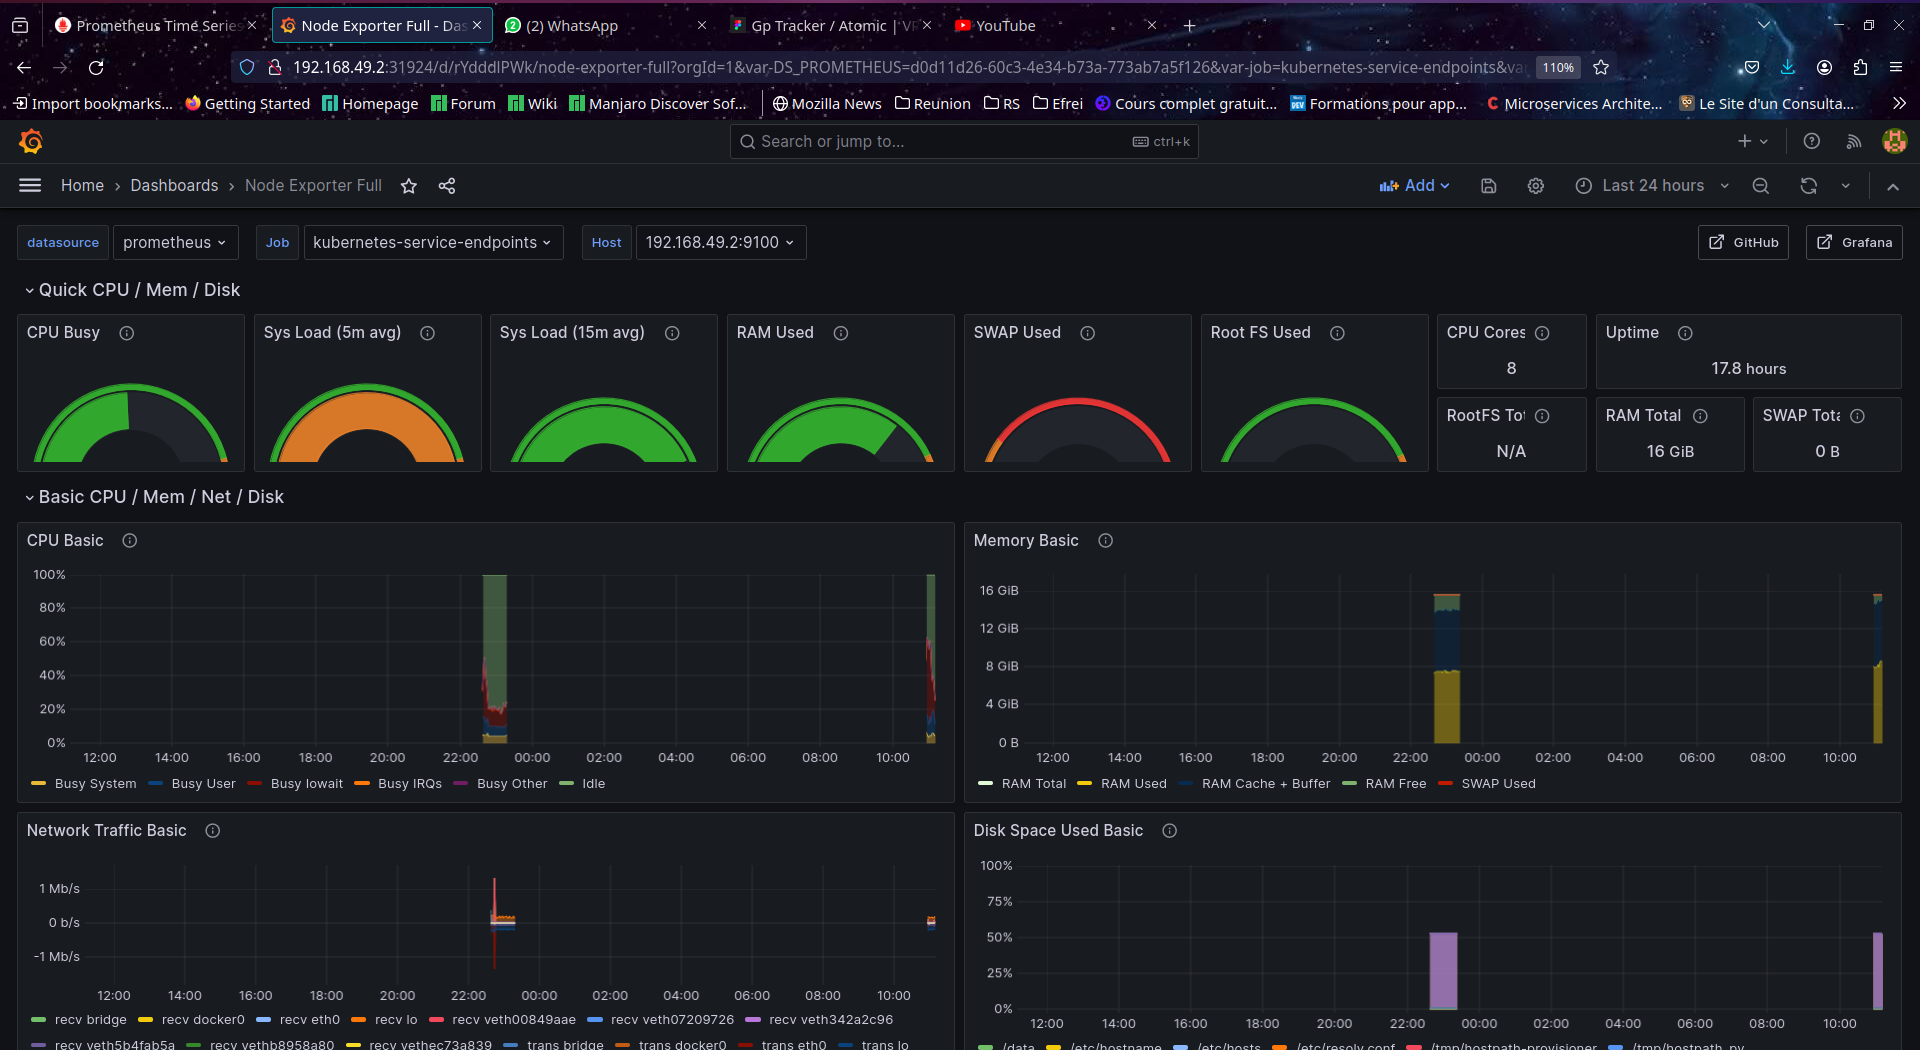 Prometheus Time Series
Node Exporter Full - Das
2 (2) WhatsApp
Gp Tracker / Atomic | VF
YouTube
192.168.49.2:31924/d/rYdddlPWk/node-exporter-full?orgId=1&var-DS_PROMETHEUS=d0d11d26-60c3-4e34-b73a-773ab7a5f126&var-job=kubernetes-service-endpoints&va 110%
Import bookmarks... Getting Started Homepage Forum Wiki Manjaro Discover Sof... Mozilla News Reunion RS Efrei Cours complet gratuit... DEV Formations pour app... Microservices Archite... Le Site d'un Consulta...
Search or jump to... ctrl+k
Home › Dashboards › Node Exporter Full Add Last 24 hours
datasource prometheus Job kubernetes-service-endpoints Host 192.168.49.2:9100 GitHub Grafana
Quick CPU / Mem / Disk
CPU Busy Sys Load (5m avg) Sys Load (15m avg) RAM Used SWAP Used Root FS Used CPU Cores Uptime
8 17.8 hours
RootFS Tot RAM Total SWAP Tota
N/A 16 GiB 0 B
Basic CPU / Mem / Net / Disk
CPU Basic
100%
80%
60%
40%
20%
0%
12:00 14:00 16:00 18:00 20:00 22:00 00:00 02:00 04:00 06:00 08:00 10:00
Busy System Busy User Busy Iowait Busy IRQs Busy Other Idle
Memory Basic
16 GiB
12 GiB
8 GiB
4 GiB
0 B
12:00 14:00 16:00 18:00 20:00 22:00 00:00 02:00 04:00 06:00 08:00 10:00
RAM Total RAM Used RAM Cache + Buffer RAM Free SWAP Used
Network Traffic Basic
1 Mb/s
0 b/s
-1 Mb/s
12:00 14:00 16:00 18:00 20:00 22:00 00:00 02:00 04:00 06:00 08:00 10:00
recv bridge recv docker0 recv eth0 recv lo recv veth00849aae recv veth07209726 recv veth342a2c96
recv veth5b4fab5a recv vethb8958a80 recv vethec73a839 trans bridge trans docker0 trans eth0 trans lo
Disk Space Used Basic
100%
75%
50%
25%
0%
12:00 14:00 16:00 18:00 20:00 22:00 00:00 02:00 04:00 06:00 08:00 10:00
/data /etc/hostname /etc/hosts /etc/resolv.conf /tmp/hostpath-provisioner /tmp/hostpath_pv